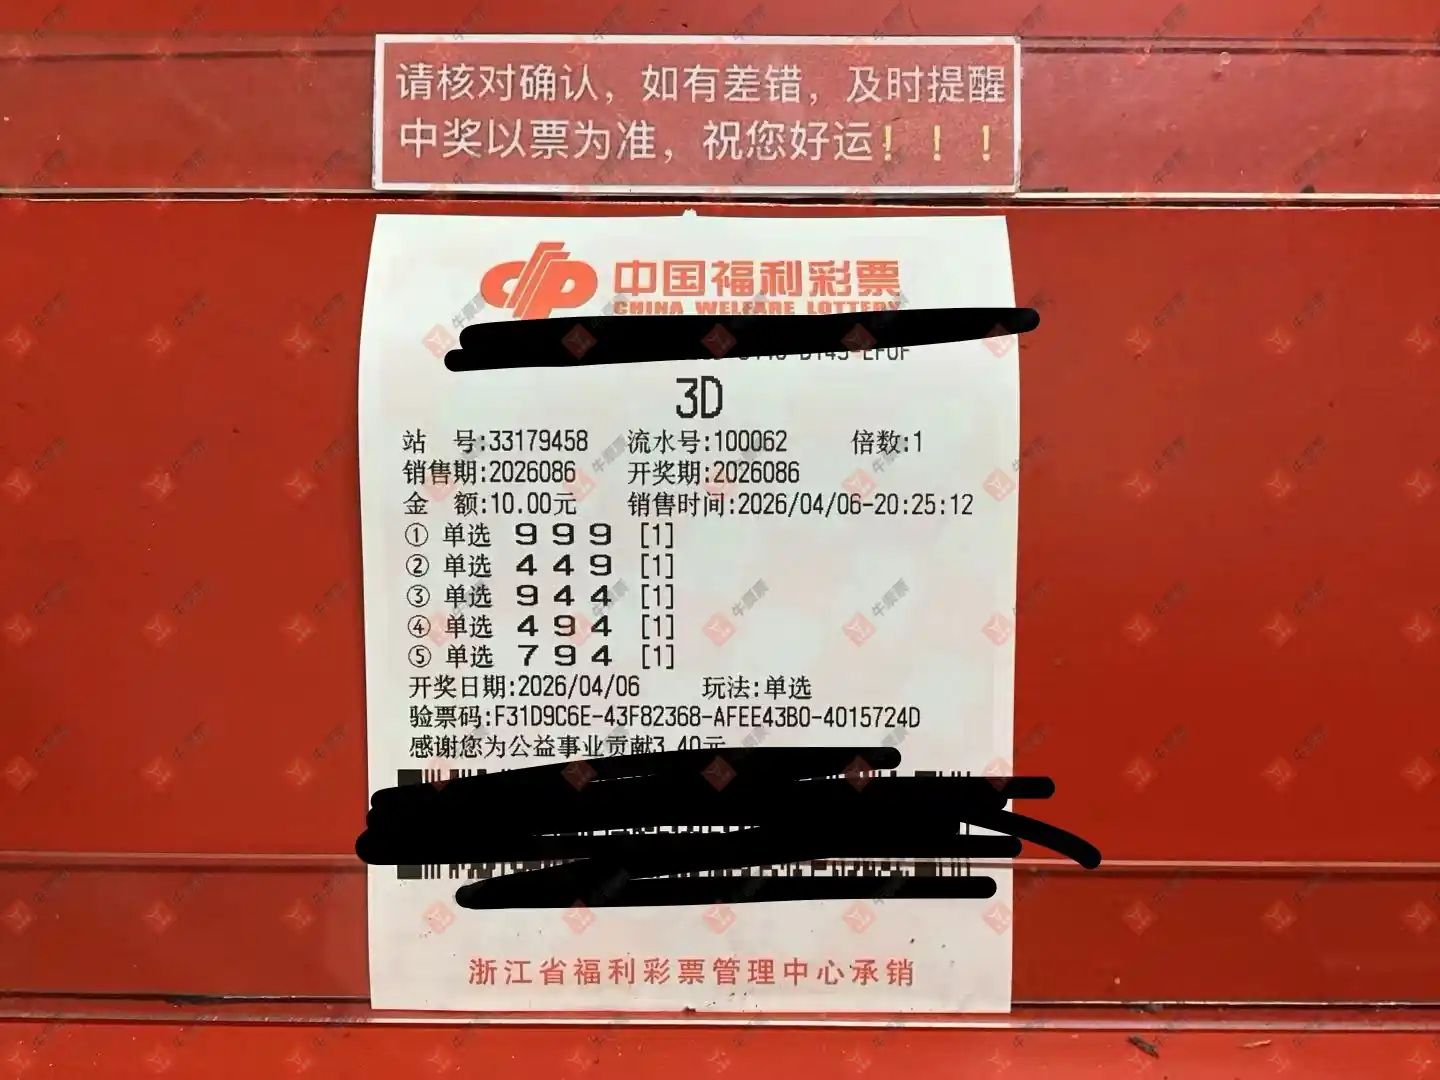 请核对确认，如有差错，及时提醒
中奖以票为准，祝您好运！！！
中国福利彩票
CHINA WELFARE LOTTERY
3D
站 号:33179458 流水号:100062 倍数:1
销售期:2026086 开奖期:2026086
金 额:10.00元 销售时间:2026/04/06-20:25:12
① 单选 9 9 9 [1]
② 单选 4 4 9 [1]
③ 单选 9 4 4 [1]
④ 单选 4 9 4 [1]
⑤ 单选 7 9 4 [1]
开奖日期:2026/04/06 玩法:单选
验票码:F31D9C6E-43F82368-AFEE43B0-4015724D
感谢您为公益事业贡献3.40元
浙江省福利彩票管理中心承销
牛票票